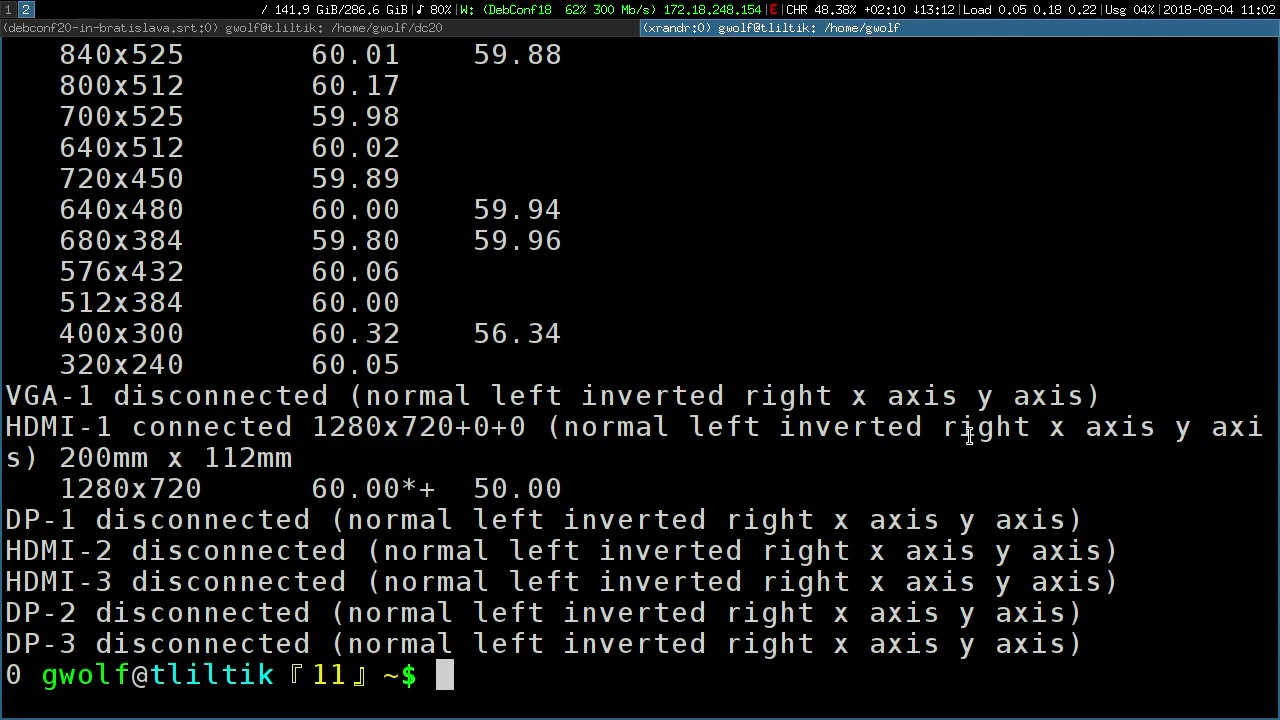 1 2 / 141.9 GiB/286.6 GiB|♪ 80%|W: (DebConf18 62% 300 Mb/s) 172.18.248.154|E|CHR 48.38% +02:10 ↓13:12|Load 0.05 0.18 0.22|Usg 04%|2018-08-04 11:02
(debconf20-in-bratislava.srt:0) gwolf@tliltik: /home/gwolf/dc20 (xrandr:0) gwolf@tliltik: /home/gwolf
840x525 60.01 59.88
800x512 60.17
700x525 59.98
640x512 60.02
720x450 59.89
640x480 60.00 59.94
680x384 59.80 59.96
576x432 60.06
512x384 60.00
400x300 60.32 56.34
320x240 60.05
VGA-1 disconnected (normal left inverted right x axis y axis)
HDMI-1 connected 1280x720+0+0 (normal left inverted right x axis y axi
s) 200mm x 112mm
1280x720 60.00*+ 50.00
DP-1 disconnected (normal left inverted right x axis y axis)
HDMI-2 disconnected (normal left inverted right x axis y axis)
HDMI-3 disconnected (normal left inverted right x axis y axis)
DP-2 disconnected (normal left inverted right x axis y axis)
DP-3 disconnected (normal left inverted right x axis y axis)
0 gwolf@tliltik『11』~$